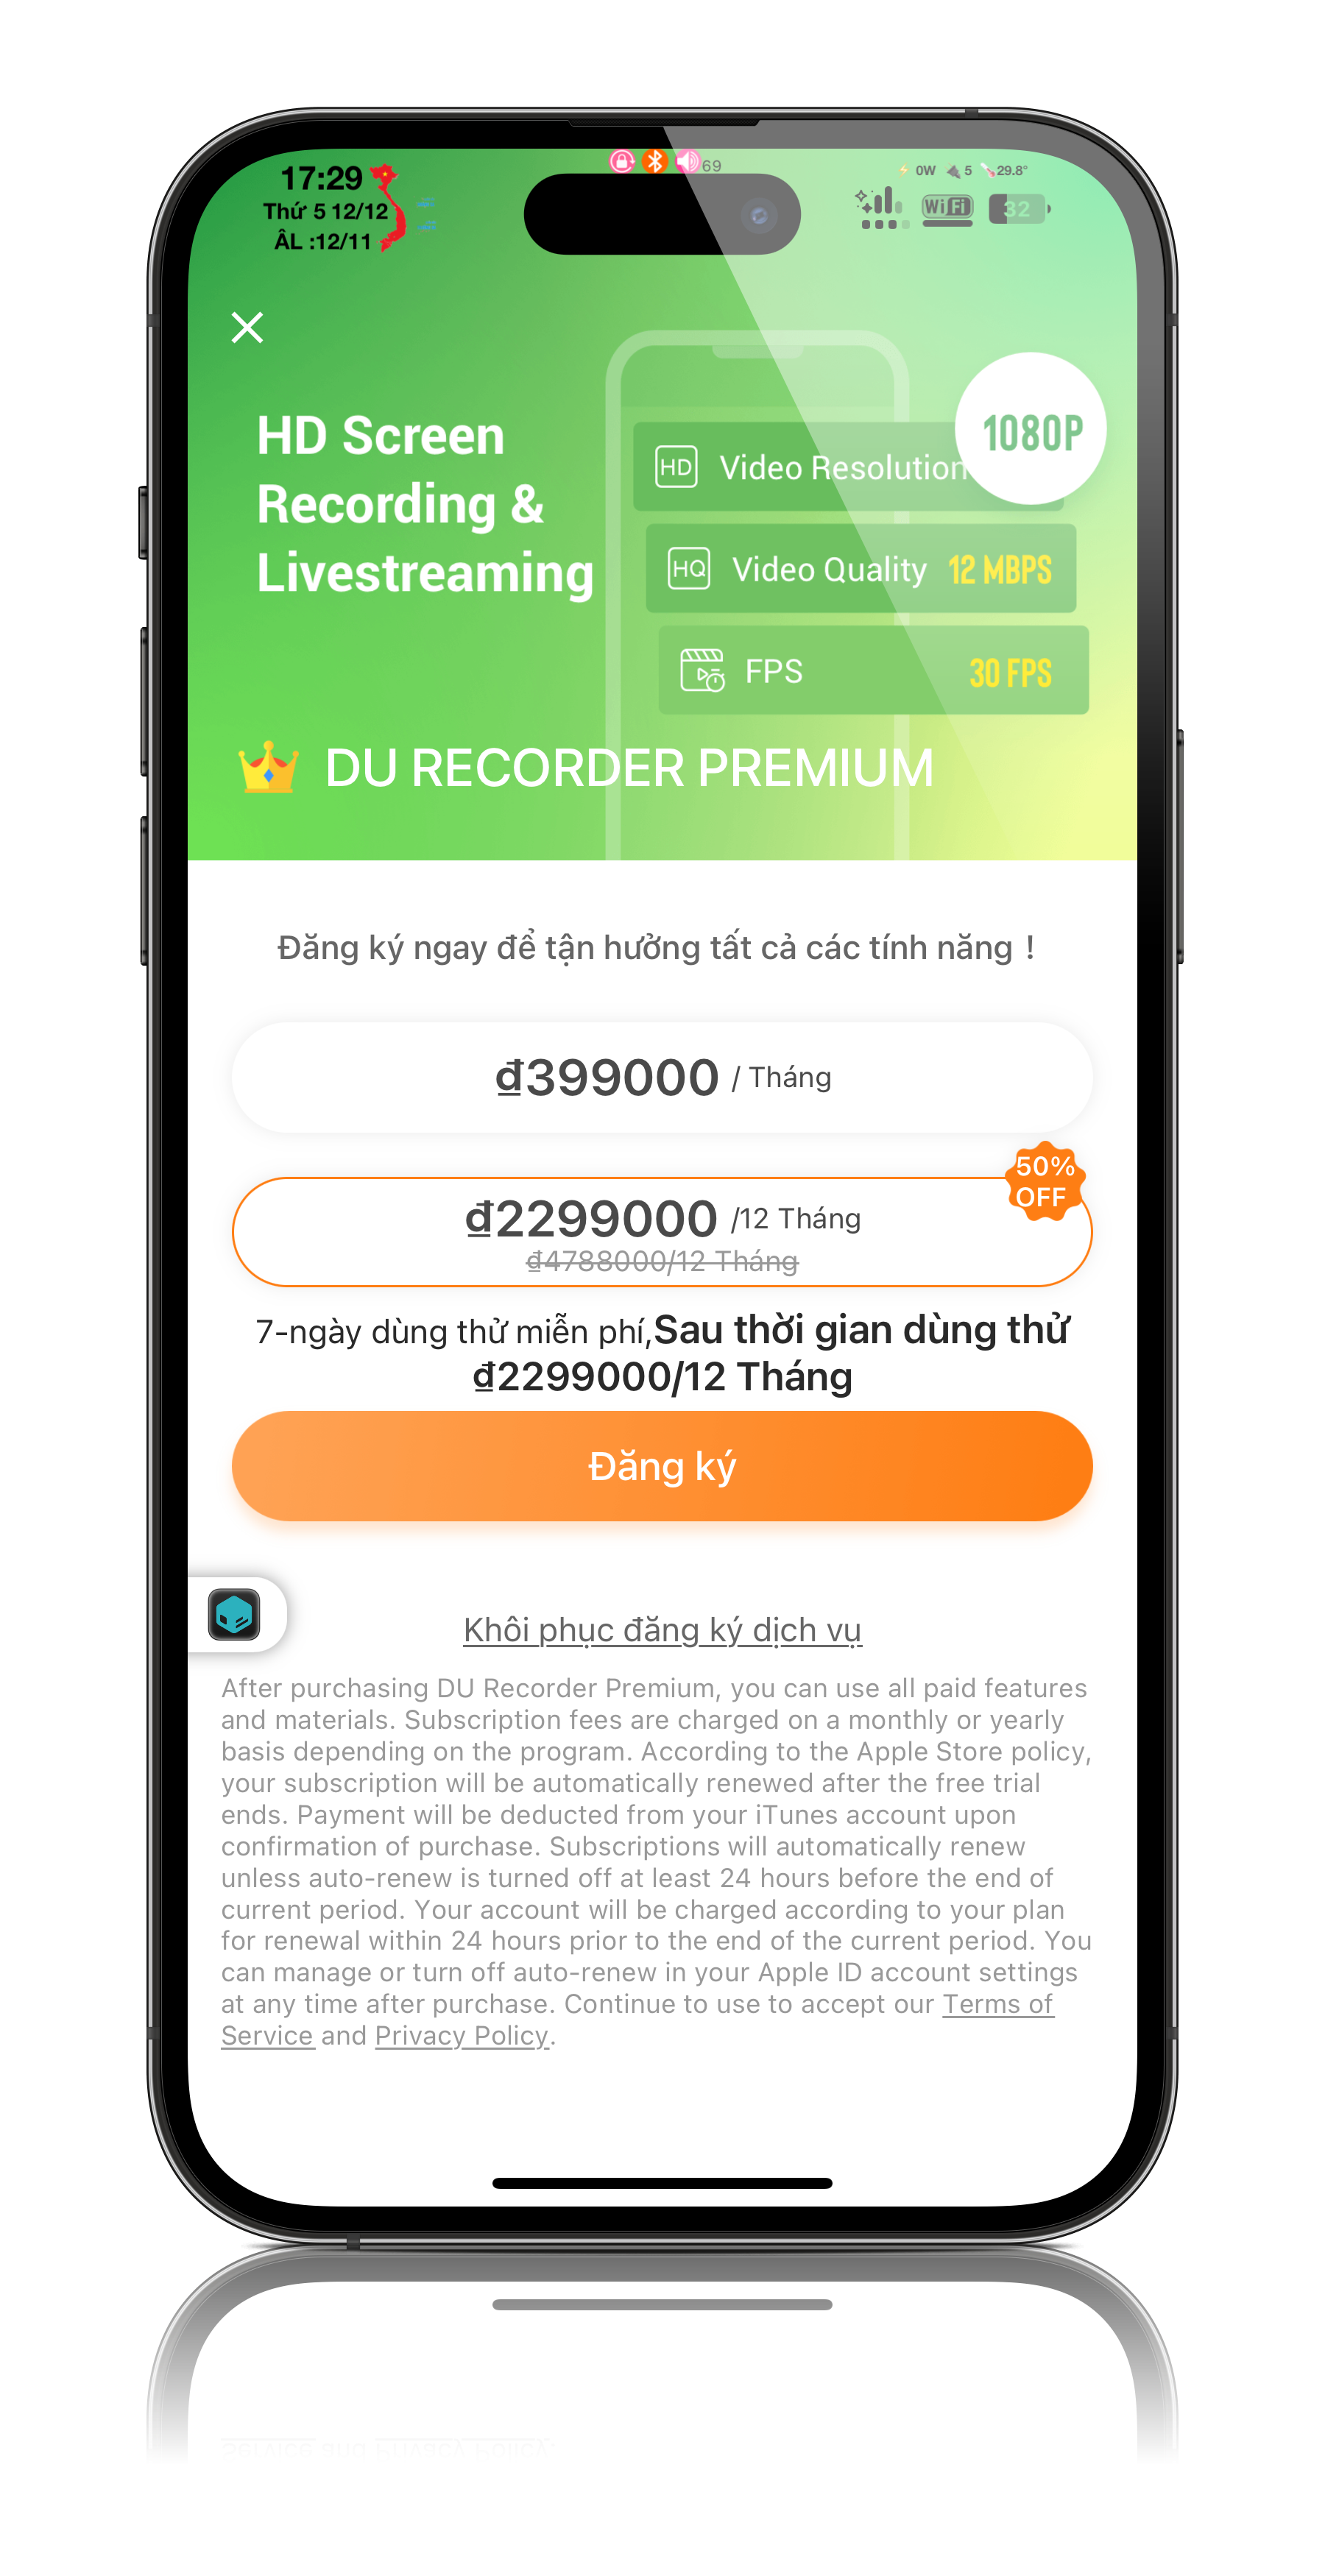 17:29
Thứ 5 12/12
ÂL :12/11
69
0W 5 29.8°
WiFi 32
HD Screen
Recording &
Livestreaming
1080P
HD Video Resolution
HQ Video Quality 12 MBPS
FPS 30 FPS
DU RECORDER PREMIUM
Đăng ký ngay để tận hưởng tất cả các tính năng !
₫399000 / Tháng
50%
OFF
₫2299000 /12 Tháng
₫4788000/12 Tháng
7-ngày dùng thử miễn phí,Sau thời gian dùng thử
₫2299000/12 Tháng
Đăng ký
Khôi phục đăng ký dịch vụ
After purchasing DU Recorder Premium, you can use all paid features
and materials. Subscription fees are charged on a monthly or yearly
basis depending on the program. According to the Apple Store policy,
your subscription will be automatically renewed after the free trial
ends. Payment will be deducted from your iTunes account upon
confirmation of purchase. Subscriptions will automatically renew
unless auto-renew is turned off at least 24 hours before the end of
current period. Your account will be charged according to your plan
for renewal within 24 hours prior to the end of the current period. You
can manage or turn off auto-renew in your Apple ID account settings
at any time after purchase. Continue to use to accept our Terms of
Service and Privacy Policy.